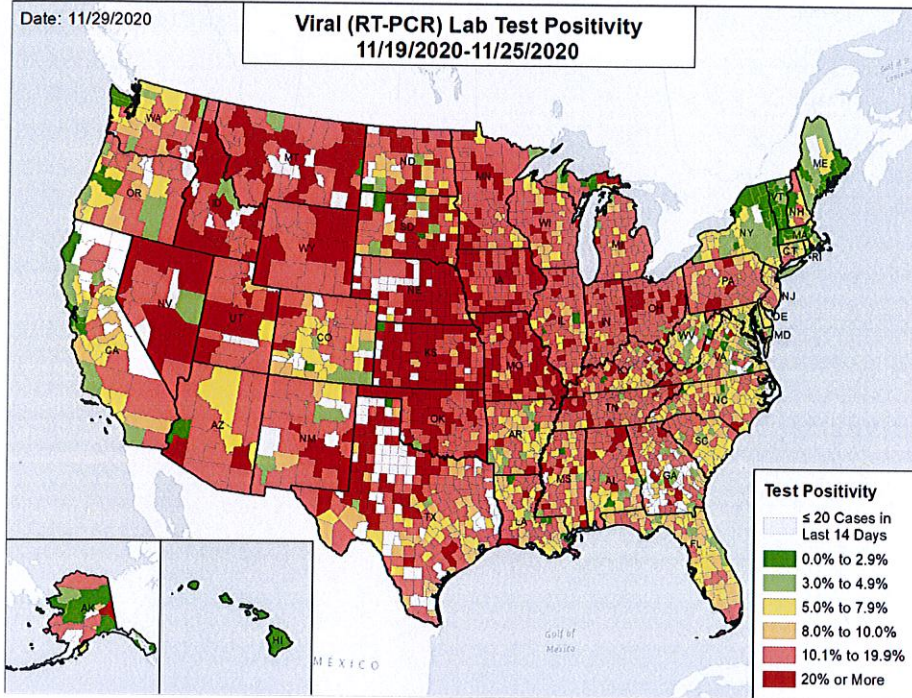 Date: 11/29/2020
Viral (RT-PCR) Lab Test Positivity
11/19/2020-11/25/2020
WA
MT
ND
MN
ME
OR
ID
SD
WI
VT
NH
NY
MA
WY
MI
CT
RI
NV
NE
IA
PA
NJ
UT
CO
IL
IN
OH
DE
CA
KS
MO
WV
MD
VA
KY
AZ
NM
OK
AR
TN
NC
SC
MS
AL
GA
TX
LA
FL
AK
HI
Gulf of
Mexico
MÉXICO
Test Positivity
≤ 20 Cases in
Last 14 Days
0.0% to 2.9%
3.0% to 4.9%
5.0% to 7.9%
8.0% to 10.0%
10.1% to 19.9%
20% or More